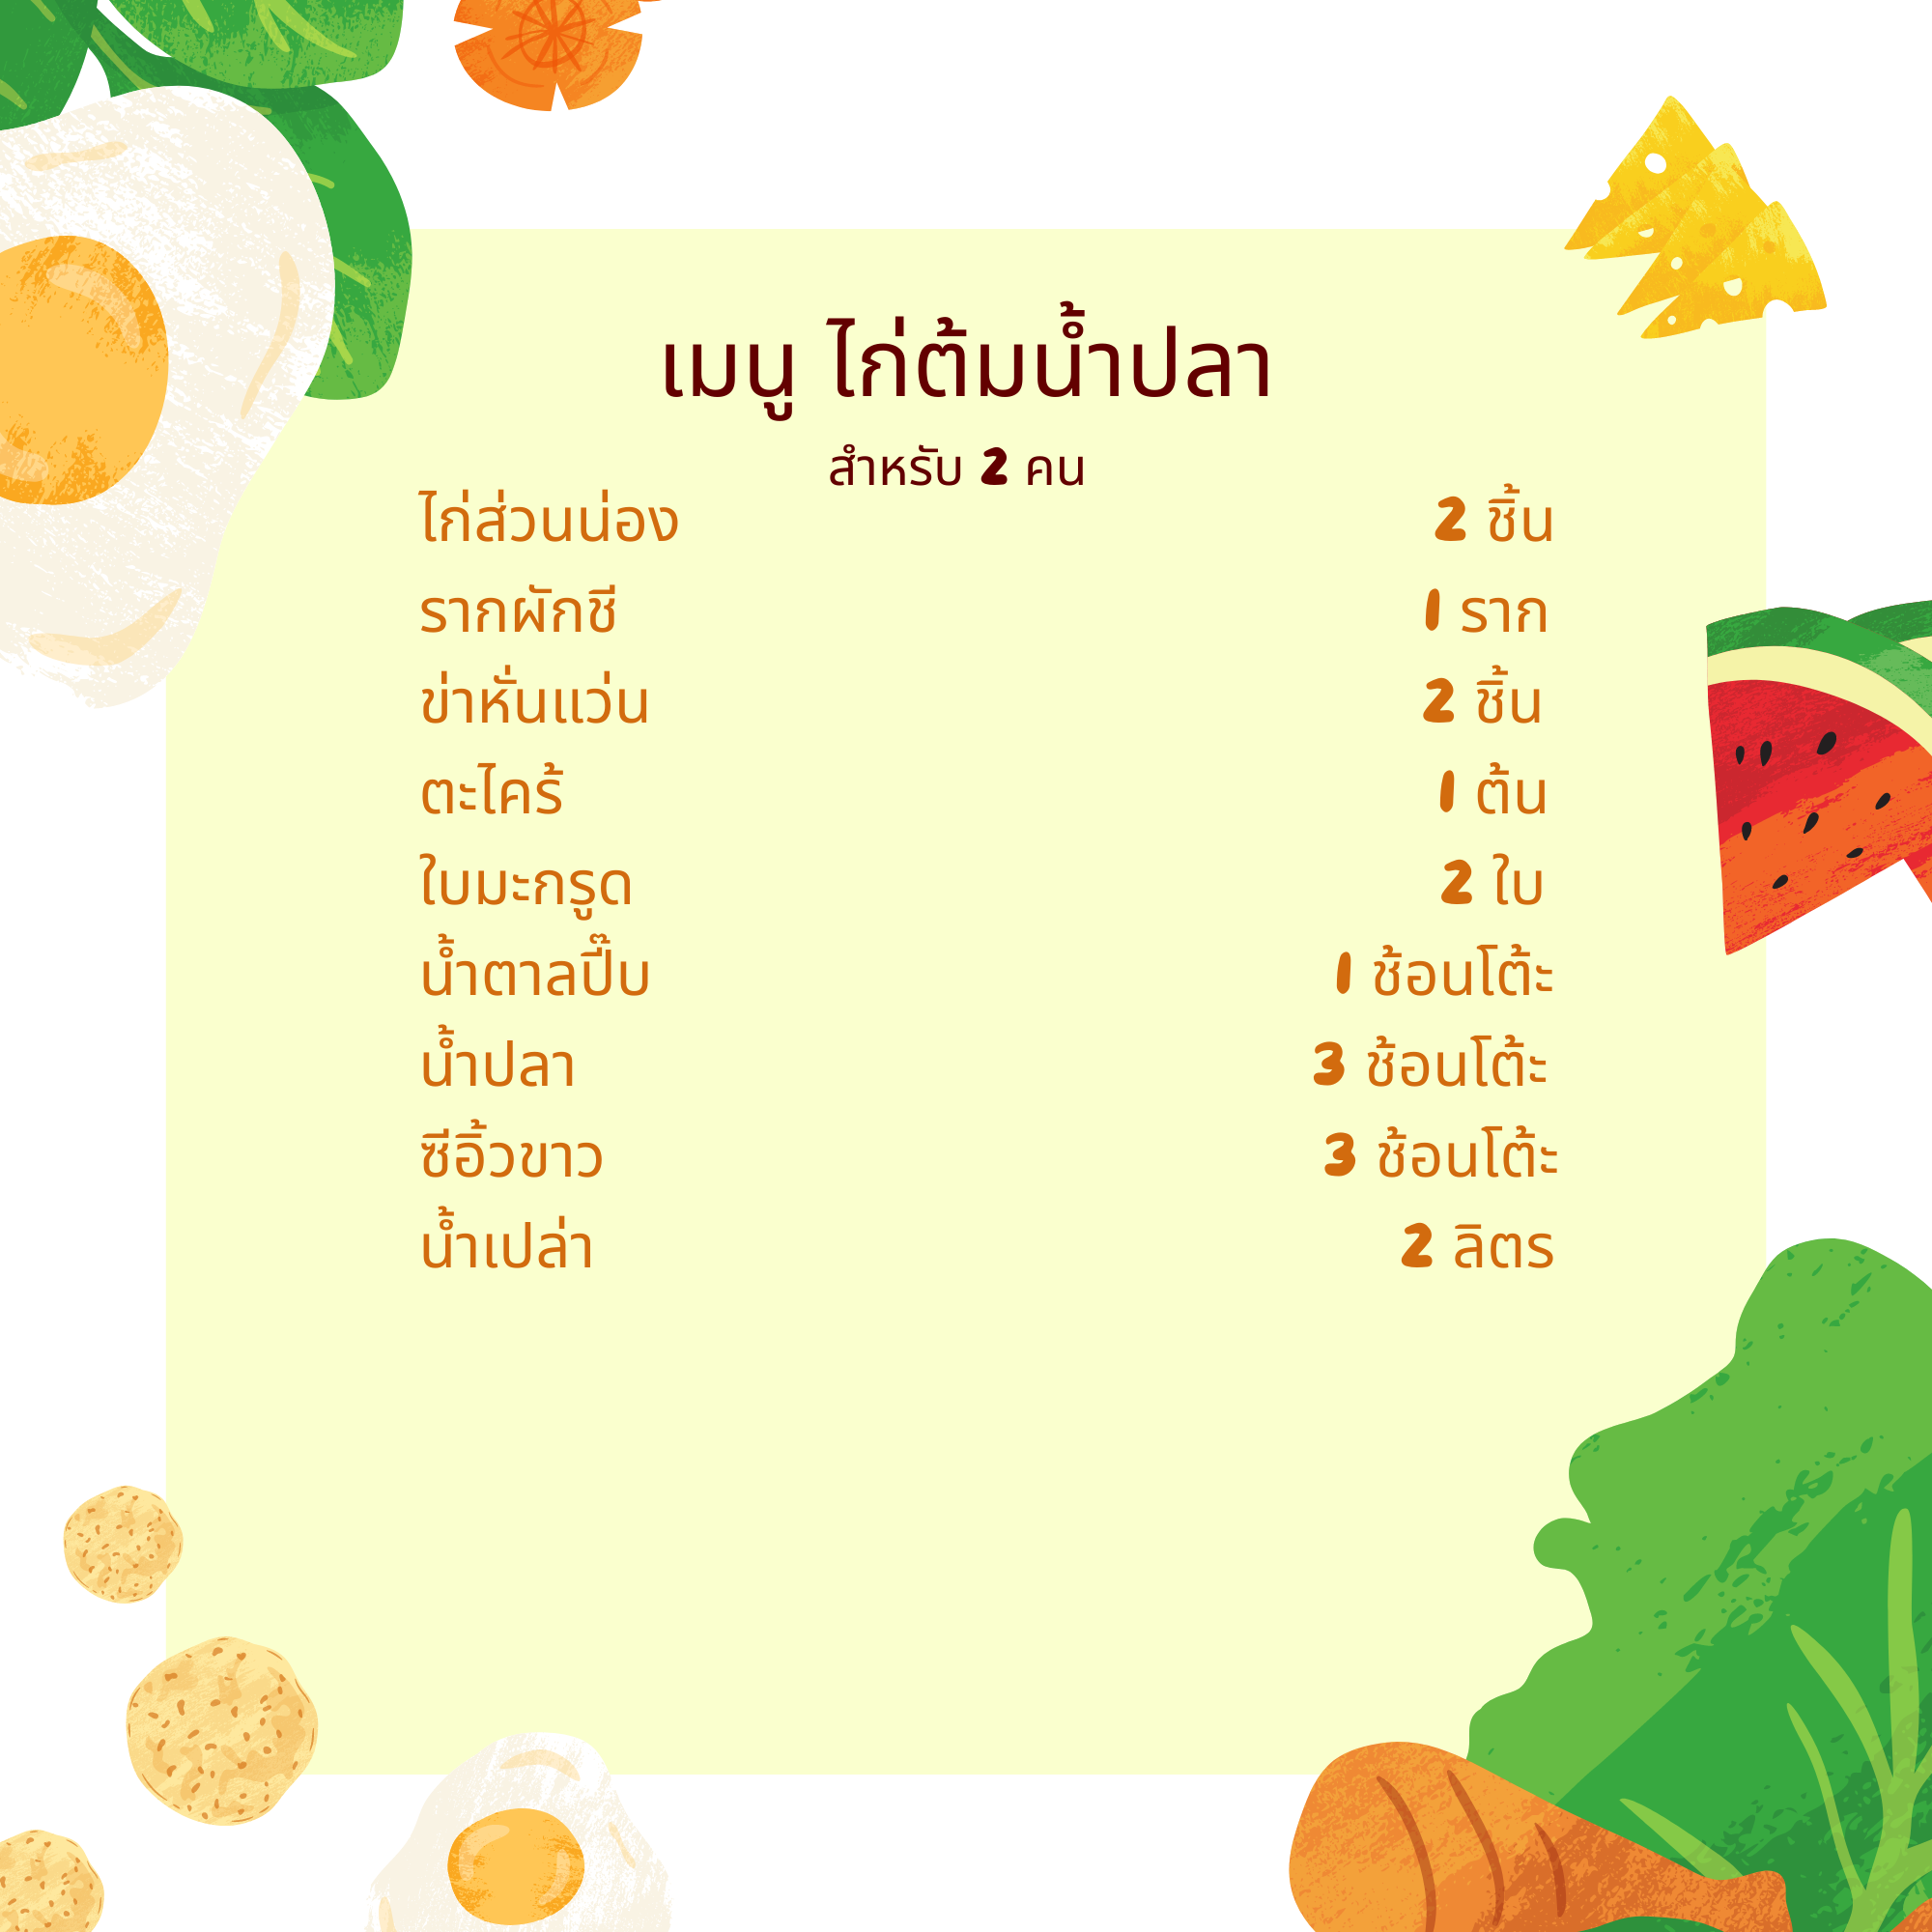 เมนู ไก่ต้มน้ำปลา
สำหรับ 2 คน
ไก่ส่วนน่อง 2 ชิ้น
รากผักชี 1 ราก
ข่าหั่นแว่น 2 ชิ้น
ตะไคร้ 1 ต้น
ใบมะกรูด 2 ใบ
น้ำตาลปี๊บ 1 ช้อนโต้ะ
น้ำปลา 3 ช้อนโต้ะ
ซีอิ้วขาว 3 ช้อนโต้ะ
น้ำเปล่า 2 ลิตร